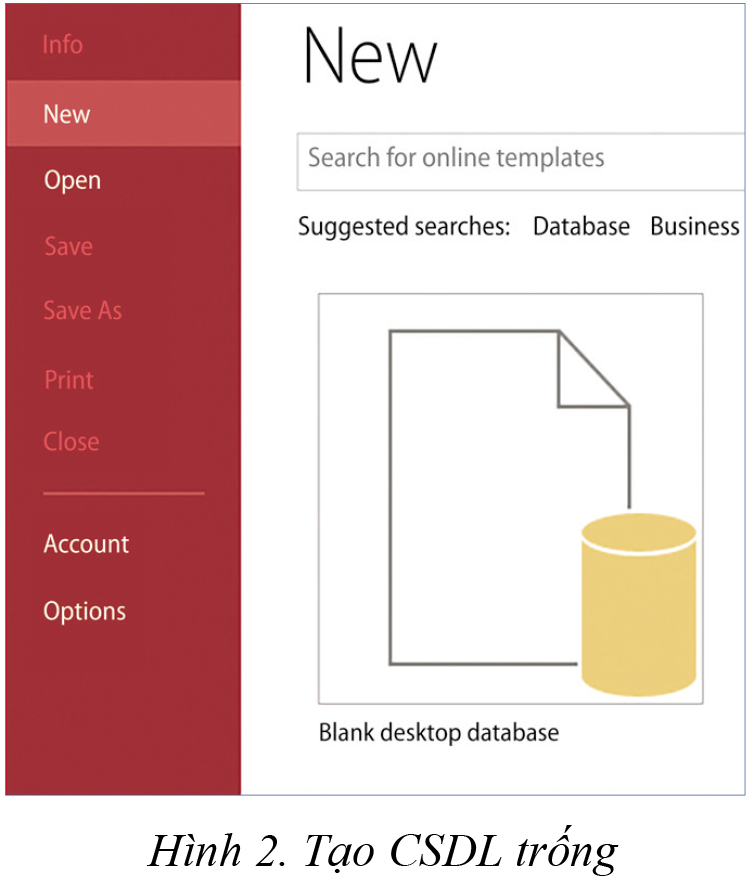 Info
New
Open
Save
Save As
Print
Close
Account
Options
New
Search for online templates
Suggested searches: Database Business
Blank desktop database
Hình 2. Tạo CSDL trống